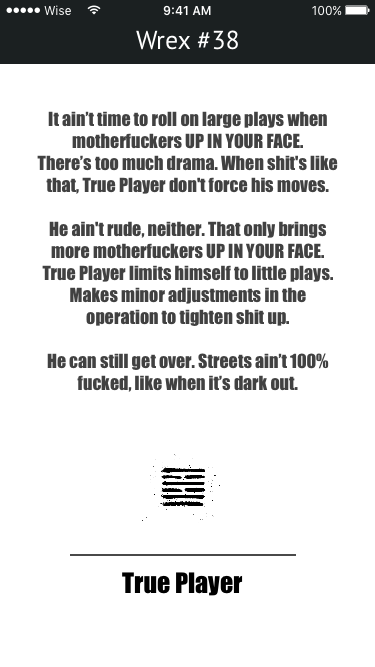 Wise
9:41 AM
100%
Wrex #38
It ain't time to roll on large plays when
motherfuckers UP IN YOUR FACE.
There's too much drama. When shit's like
that, True Player don't force his moves.
He ain't rude, neither. That only brings
more motherfuckers UP IN YOUR FACE.
True Player limits himself to little plays.
Makes minor adjustments in the
operation to tighten shit up.
He can still get over. Streets ain't 100%
fucked, like when it's dark out.
True Player